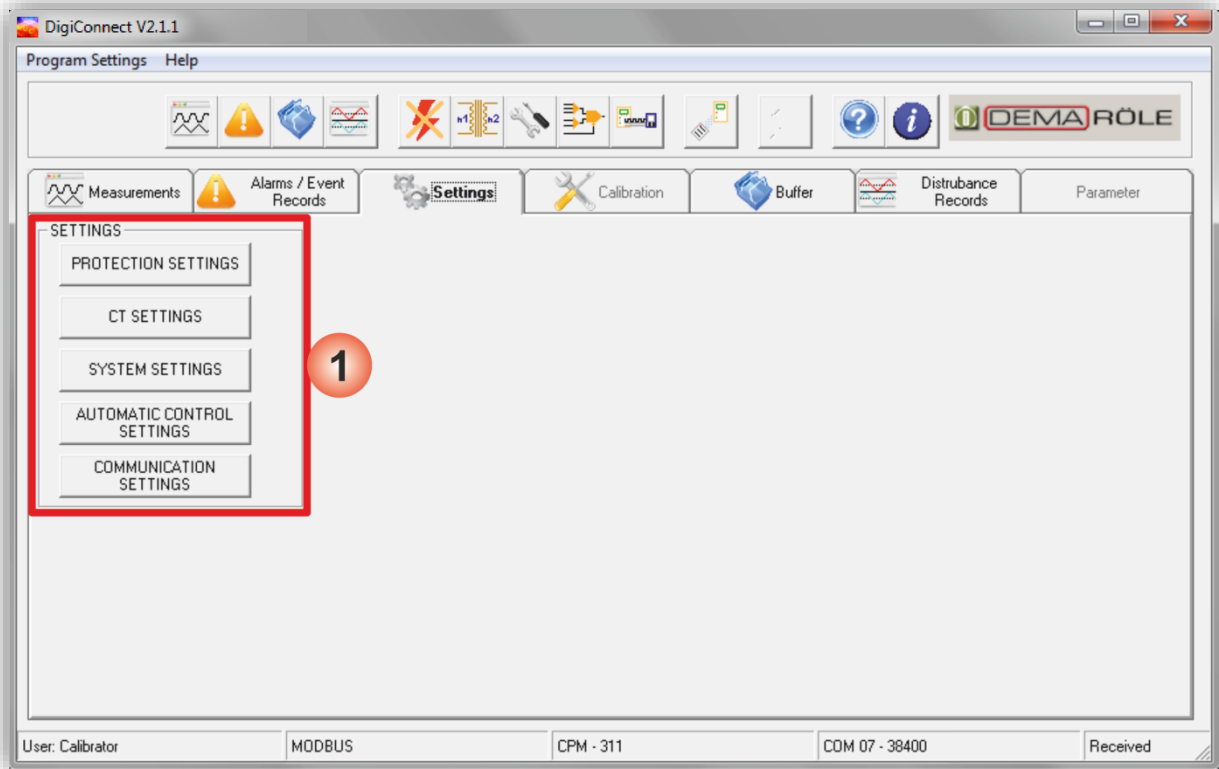 DigiConnect V2.1.1
Program Settings Help
h1 h2
DEMA RÖLE
Measurements
Alarms / Event
Records
Settings
Calibration
Buffer
Distrubance
Records
Parameter
SETTINGS
PROTECTION SETTINGS
CT SETTINGS
SYSTEM SETTINGS
AUTOMATIC CONTROL
SETTINGS
COMMUNICATION
SETTINGS
1
User: Calibrator MODBUS CPM - 311 COM 07 - 38400 Received